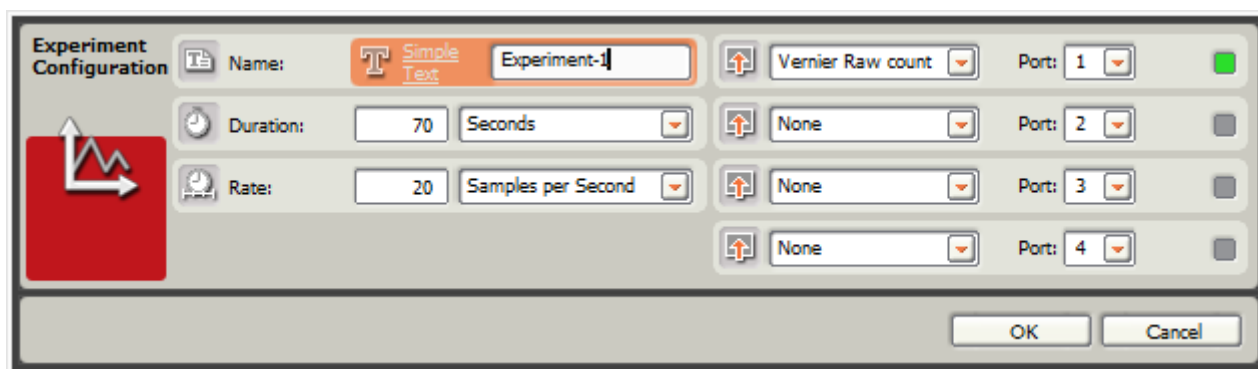 Experiment
Configuration
Name:
Simple
Text
Experiment-1
Vernier Raw count
Port: 1
Duration:
70
Seconds
None
Port: 2
Rate:
20
Samples per Second
None
Port: 3
None
Port: 4
OK
Cancel